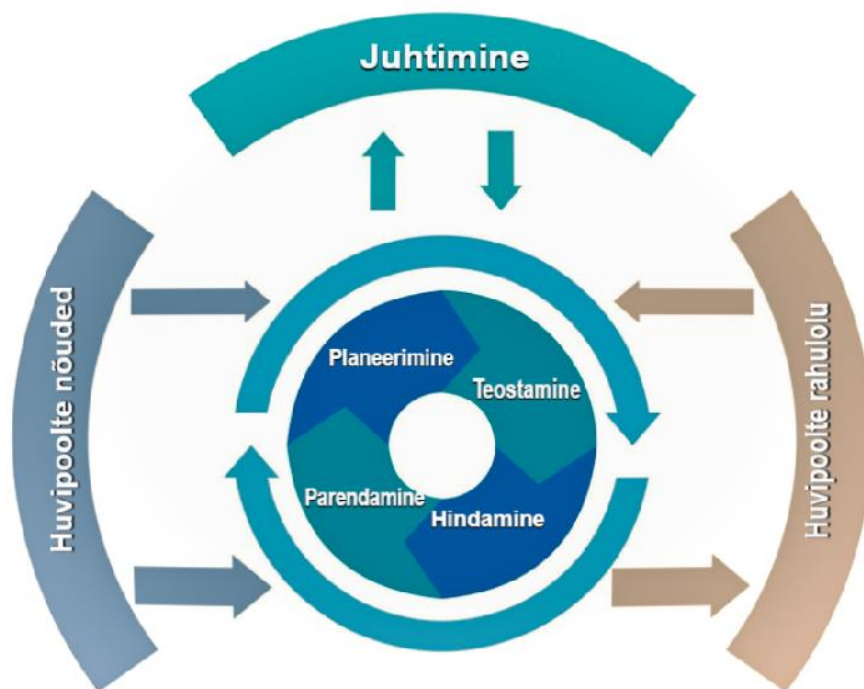 Juhtimine
Huvipoolte nõuded
Planeerimine
Teostamine
Parendamine
Hindamine
Huvipoolte rahulolu